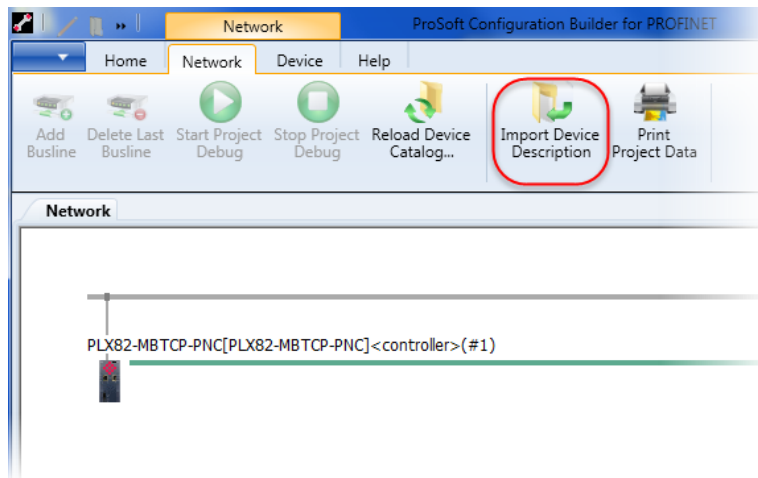 Network
ProSoft Configuration Builder for PROFINET
Home Network Device Help
Add Busline
Delete Last Busline
Start Project Debug
Stop Project Debug
Reload Device Catalog...
Import Device Description
Print Project Data
Network
PLX82-MBTCP-PNC[PLX82-MBTCP-PNC]<controller>(#1)